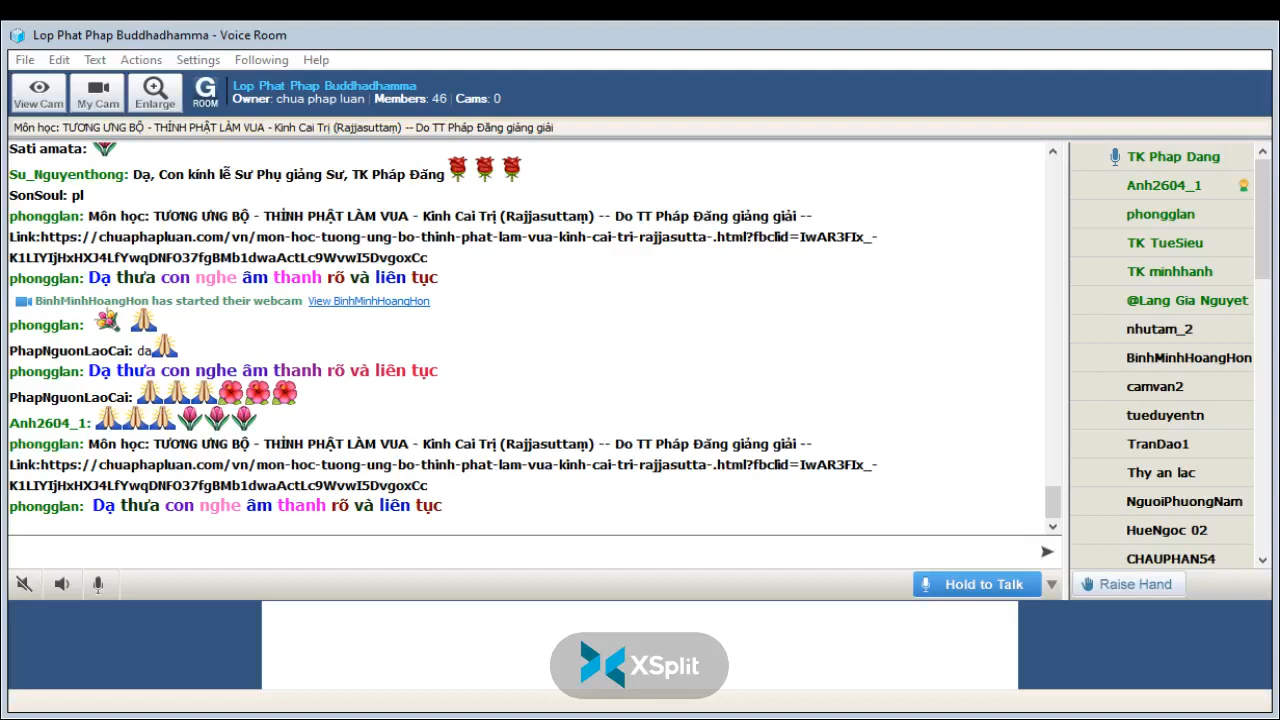 Lop Phat Phap Buddhadhamma - Voice Room
File Edit Text Actions Settings Following Help
View Cam My Cam Enlarge G ROOM
Lop Phat Phap Buddhadhamma
Owner: chua phap luan | Members: 46 | Cams: 0
Môn học: TƯƠNG ƯNG BỘ - THỈNH PHẬT LÀM VUA - Kinh Cai Trị (Rajjasuttaṃ) -- Do TT Pháp Đăng giảng giải
Sati amata:
Su_Nguyenthong: Dạ, Con kính lễ Sư Phụ giảng Sư, TK Pháp Đăng
SonSoul: pl
phongglan: Môn học: TƯƠNG ƯNG BỘ - THỈNH PHẬT LÀM VUA - Kinh Cai Trị (Rajjasuttaṃ) -- Do TT Pháp Đăng giảng giải --
Link:https://chuaphapluan.com/vn/mon-hoc-tuong-ung-bo-thinh-phat-lam-vua-kinh-cai-tri-rajjasutta-.html?fbclid=IwAR3FIx_-
K1LIYIjHxHXJ4LfYwqDNFO37fgBMb1dwaActLc9WvwI5DvgoxCc
phongglan: Dạ thưa con nghe âm thanh rõ và liên tục
BinhMinhHoangHon has started their webcam View BinhMinhHoangHon
phongglan:
PhapNguonLaoCai: da
phongglan: Dạ thưa con nghe âm thanh rõ và liên tục
PhapNguonLaoCai:
Anh2604_1:
phongglan: Môn học: TƯƠNG ƯNG BỘ - THỈNH PHẬT LÀM VUA - Kinh Cai Trị (Rajjasuttaṃ) -- Do TT Pháp Đăng giảng giải --
Link:https://chuaphapluan.com/vn/mon-hoc-tuong-ung-bo-thinh-phat-lam-vua-kinh-cai-tri-rajjasutta-.html?fbclid=IwAR3FIx_-
K1LIYIjHxHXJ4LfYwqDNFO37fgBMb1dwaActLc9WvwI5DvgoxCc
phongglan: Dạ thưa con nghe âm thanh rõ và liên tục
Hold to Talk
TK Phap Dang
Anh2604_1
phongglan
TK TueSieu
TK minhhanh
@Lang Gia Nguyet
nhutam_2
BinhMinhHoangHon
camvan2
tueduyentn
TranDao1
Thy an lac
NguoiPhuongNam
HueNgoc 02
CHAUPHAN54
Raise Hand
XSplit